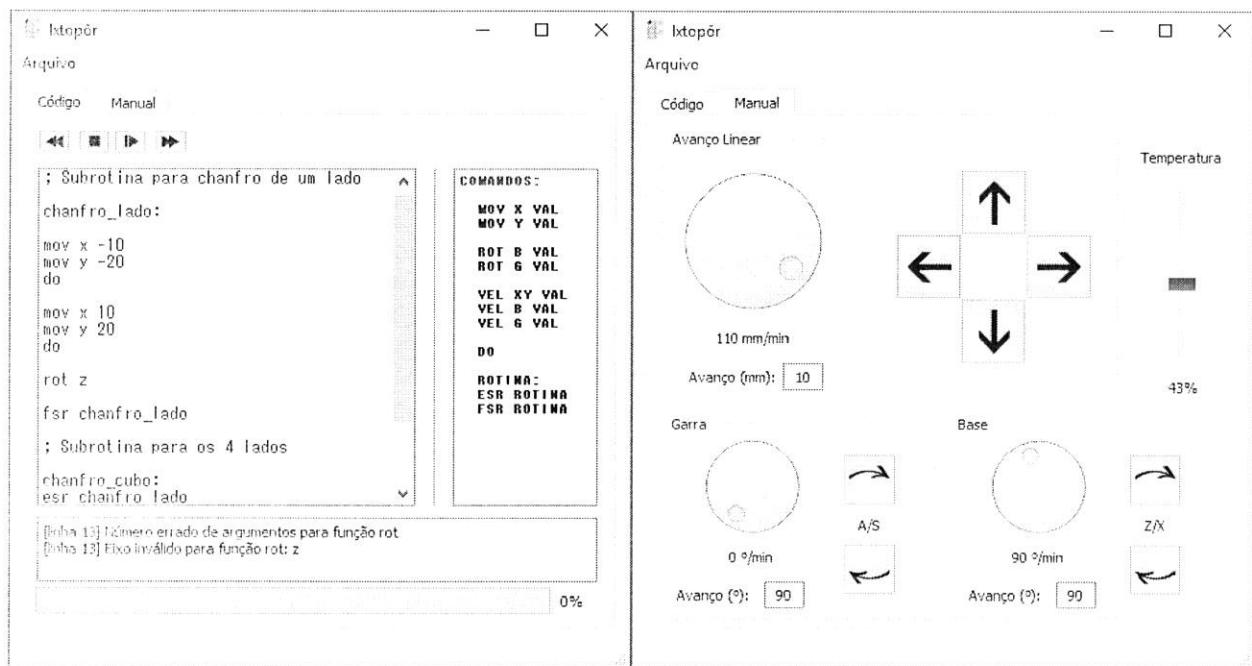 Ixtopôr
Arquivo
Código Manual
; Subrotina para chanfro de um lado
chanfro_lado:
mov x -10
mov y -20
do
mov x 10
mov y 20
do
rot z
fsr chanfro_lado
; Subrotina para os 4 lados
chanfro_cubo:
esr chanfro_lado
COMANDOS:
MOV X VAL
MOV Y VAL
ROT B VAL
ROT G VAL
VEL XY VAL
VEL B VAL
VEL G VAL
DO
ROTINA:
ESR ROTINA
FSR ROTINA
[linha 13] Número errado de argumentos para função rot
[linha 13] Eixo inválido para função rot: z
0%
Ixtopôr
Arquivo
Código Manual
Avanço Linear
Temperatura
110 mm/min
Avanço (mm): 10
43%
Garra
Base
A/S
Z/X
0 º/min
90 º/min
Avanço (º): 90
Avanço (º): 90